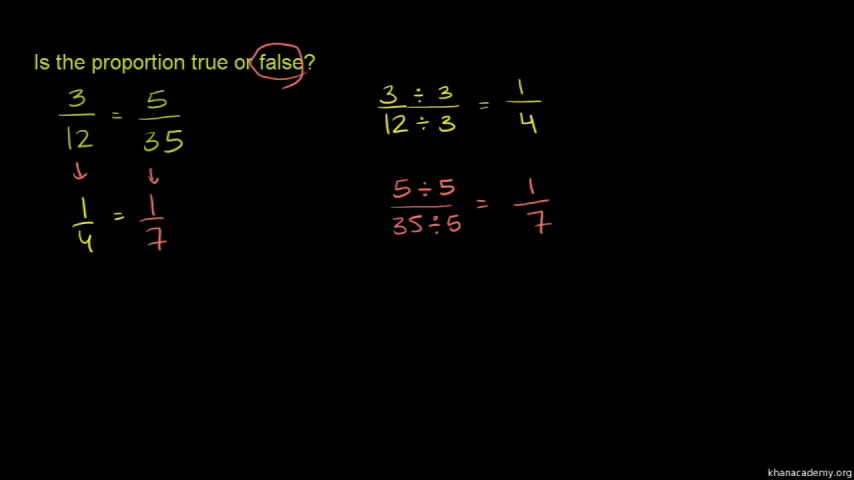 Is the proportion true or false?
3/12 = 5/35
↓ ↓
1/4 = 1/7
3 ÷ 3 / 12 ÷ 3 = 1/4
5 ÷ 5 / 35 ÷ 5 = 1/7
khanacademy.org